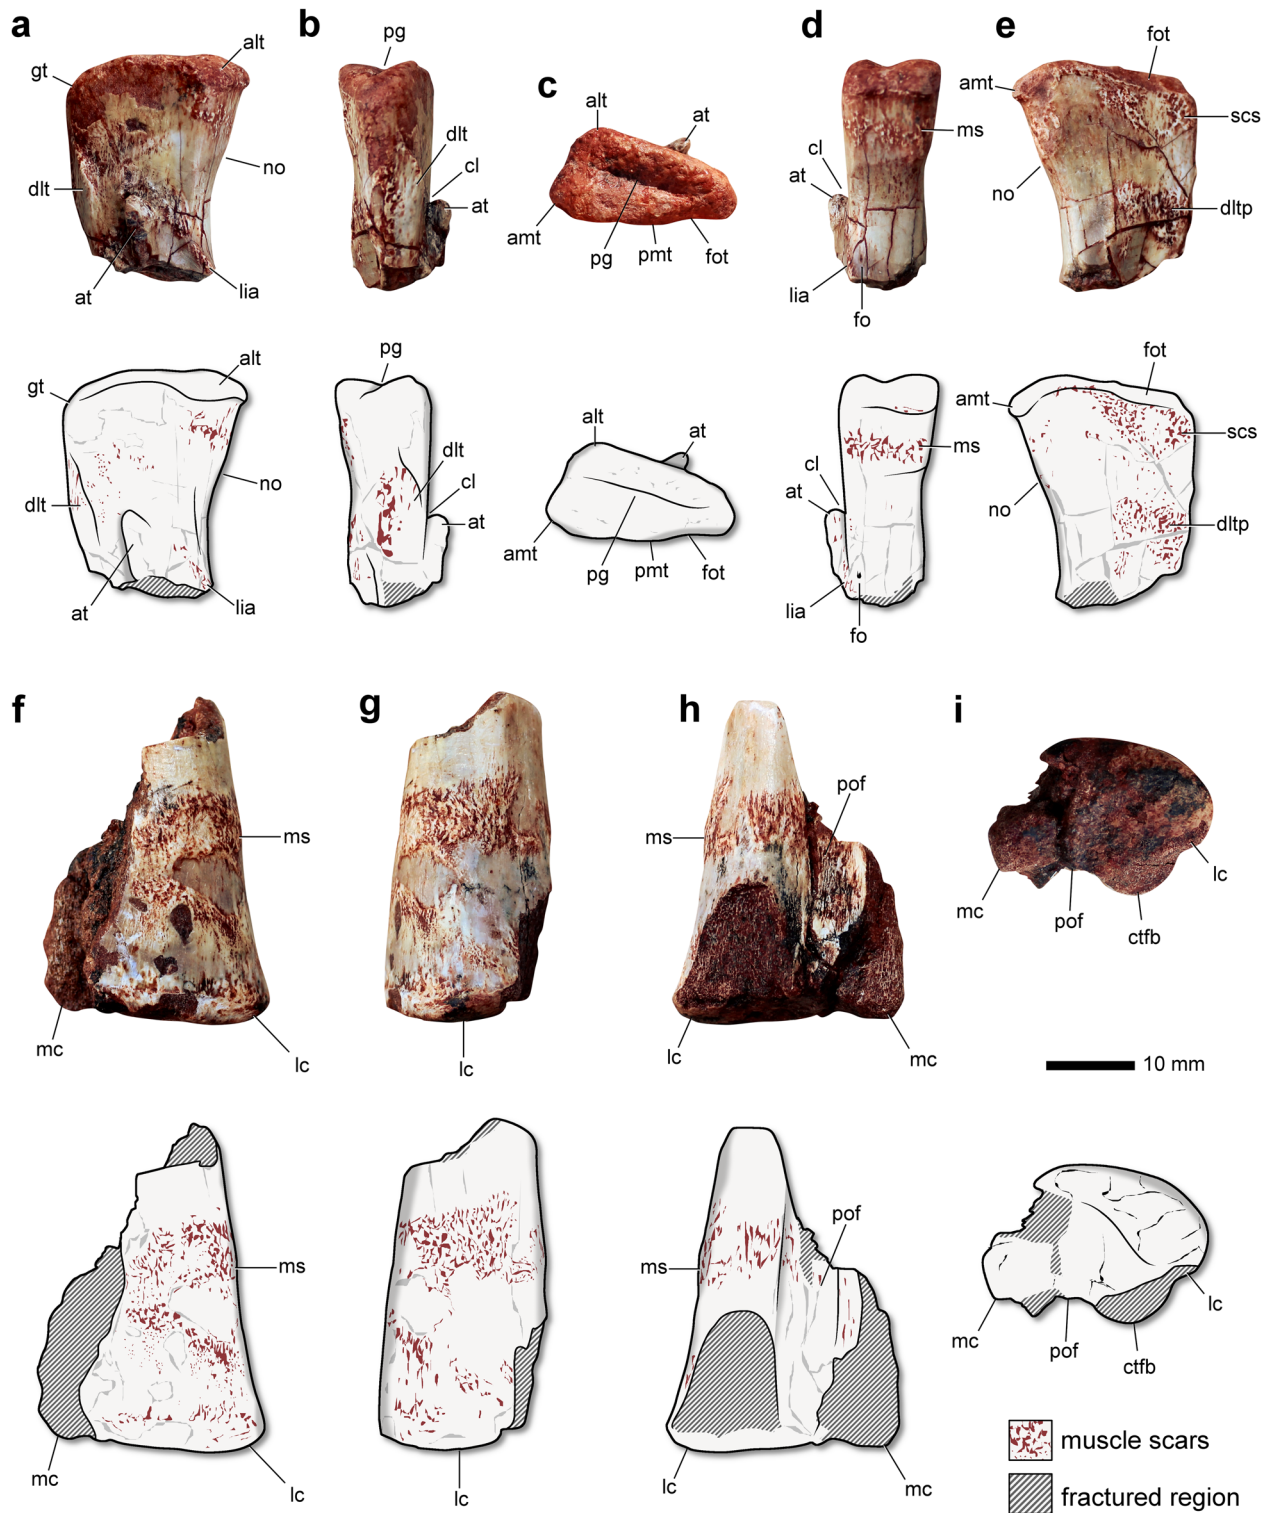 a
b
c
d
e
gt
alt
no
dlt
at
lia
pg
dlt
cl
at
alt
at
amt
pg
pmt
fot
cl
at
ms
lia
fo
fot
amt
scs
no
dltp
gt
alt
no
dlt
at
lia
pg
dlt
cl
at
alt
at
amt
pg
pmt
fot
cl
at
ms
lia
fo
fot
amt
scs
no
dltp
f
g
h
i
ms
mc
lc
lc
pof
ms
lc
mc
mc
pof
ctfb
lc
10 mm
ms
mc
lc
lc
pof
ms
lc
mc
mc
pof
ctfb
lc
muscle scars
fractured region